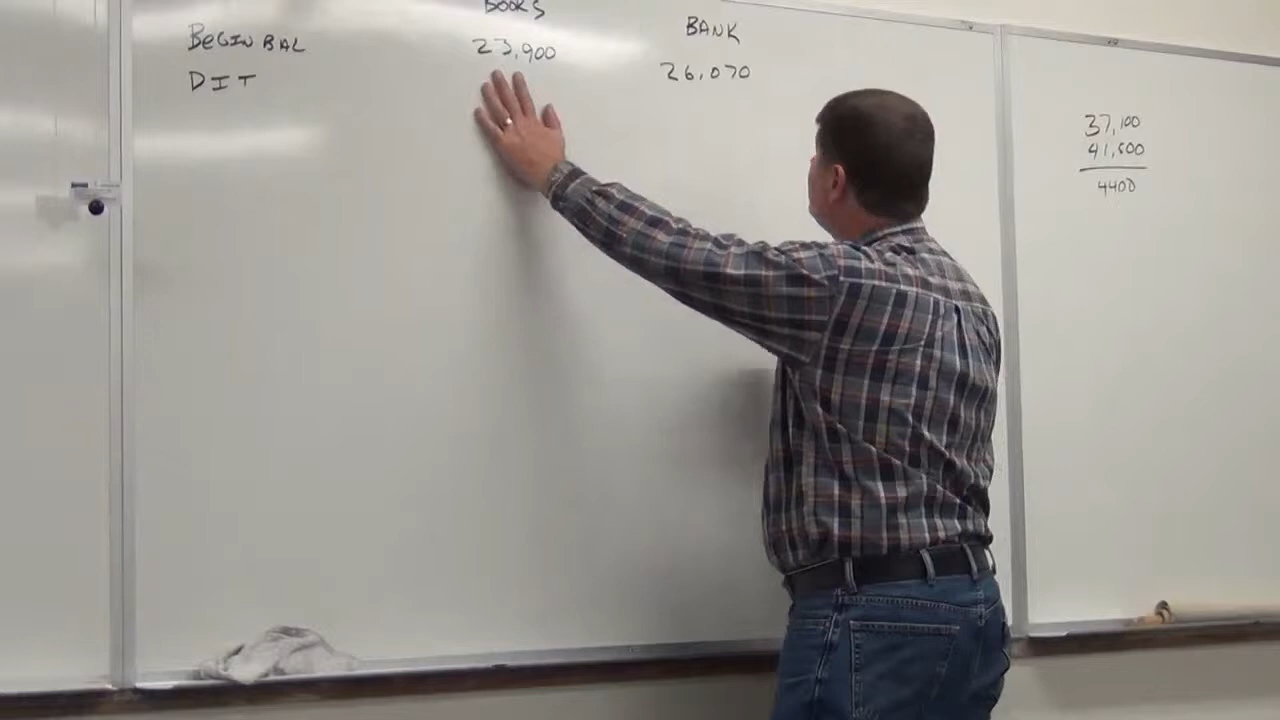 BOOKS
BANK
BEGIN BAL 23,900
26,070
DIT
37,100
41,500
4400